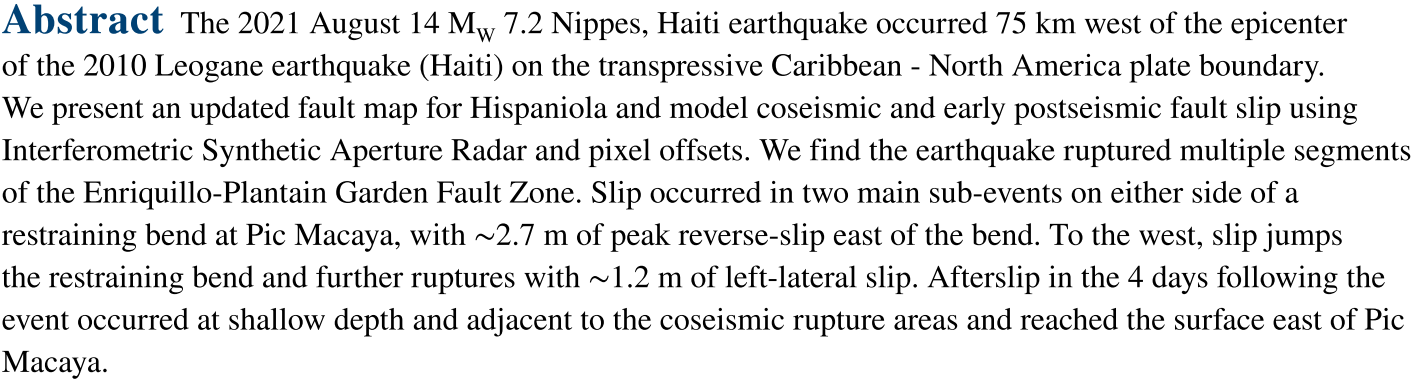 Abstract The 2021 August 14 Mw 7.2 Nippes, Haiti earthquake occurred 75 km west of the epicenter
of the 2010 Leogane earthquake (Haiti) on the transpressive Caribbean - North America plate boundary.
We present an updated fault map for Hispaniola and model coseismic and early postseismic fault slip using
Interferometric Synthetic Aperture Radar and pixel offsets. We find the earthquake ruptured multiple segments
of the Enriquillo-Plantain Garden Fault Zone. Slip occurred in two main sub-events on either side of a
restraining bend at Pic Macaya, with ~2.7 m of peak reverse-slip east of the bend. To the west, slip jumps
the restraining bend and further ruptures with ~1.2 m of left-lateral slip. Afterslip in the 4 days following the
event occurred at shallow depth and adjacent to the coseismic rupture areas and reached the surface east of Pic
Macaya.